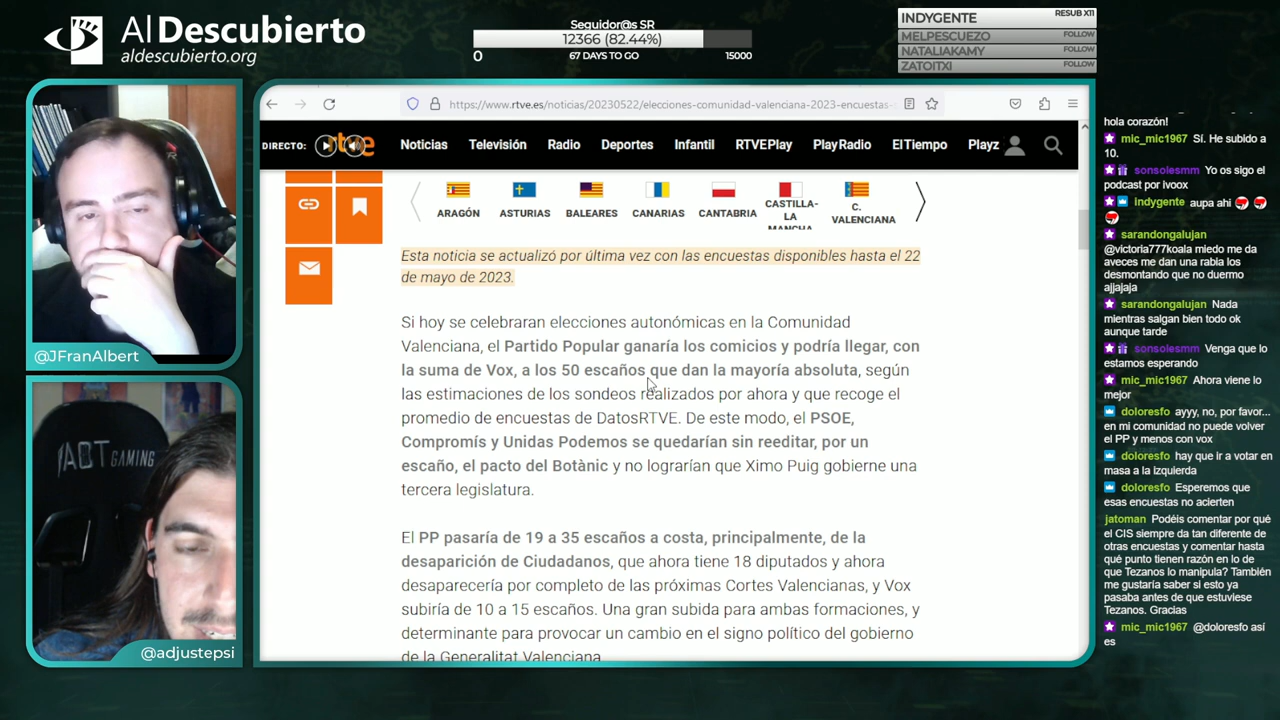 Al Descubierto
aldescubierto.org
Seguidor@s SR
12366 (82.44%)
0
67 DAYS TO GO
15000
INDYGENTE
RESUB X11
MELPESCUEZO
FOLLOW
NATALIAKAMY
FOLLOW
ZATOITXI
FOLLOW
https://www.rtve.es/noticias/20230522/elecciones-comunidad-valenciana-2023-encuestas-
DIRECTO:
rtve
Noticias
Televisión
Radio
Deportes
Infantil
RTVEPlay
PlayRadio
ElTiempo
Playz
ARAGÓN
ASTURIAS
BALEARES
CANARIAS
CANTABRIA
CASTILLA-
LA
MANCHA
C.
VALENCIANA
Esta noticia se actualizó por última vez con las encuestas disponibles hasta el 22
de mayo de 2023.
Si hoy se celebraran elecciones autonómicas en la Comunidad
Valenciana, el Partido Popular ganaría los comicios y podría llegar, con
la suma de Vox, a los 50 escaños que dan la mayoría absoluta, según
las estimaciones de los sondeos realizados por ahora y que recoge el
promedio de encuestas de DatosRTVE. De este modo, el PSOE,
Compromís y Unidas Podemos se quedarían sin reeditar, por un
escaño, el pacto del Botànic y no lograrían que Ximo Puig gobierne una
tercera legislatura.
El PP pasaría de 19 a 35 escaños a costa, principalmente, de la
desaparición de Ciudadanos, que ahora tiene 18 diputados y ahora
desaparecería por completo de las próximas Cortes Valencianas, y Vox
subiría de 10 a 15 escaños. Una gran subida para ambas formaciones, y
determinante para provocar un cambio en el signo político del gobierno
de la Generalitat Valenciana
@JFranAlbert
ADT
GAMING
@adjustepsi
hola corazón!
mic_mic1967 Sí. He subido a
10.
sonsolesmm Yo os sigo el
podcast por ivoox
indygente aupa ahi
sarandongalujan
@victoria777koala miedo me da
aveces me dan una rabia los
desmontando que no duermo
ajjajaja
sarandongalujan Nada
mientras salgan bien todo ok
aunque tarde
sonsolesmm Venga que lo
estamos esperando
mic_mic1967 Ahora viene lo
mejor
doloresfo ayyy, no, por favor...
en mi comunidad no puede volver
el PP y menos con vox
doloresfo hay que ir a votar en
masa a la izquierda
doloresfo Esperemos que
esas encuestas no acierten
jatoman Podéis comentar por qué
el CIS siempre da tan diferente de
otras encuestas y comentar hasta
qué punto tienen razón en lo de
que Tezanos lo manipula? También
me gustaría saber si esto ya
pasaba antes de que estuviese
Tezanos. Gracias
mic_mic1967 @doloresfo así
es